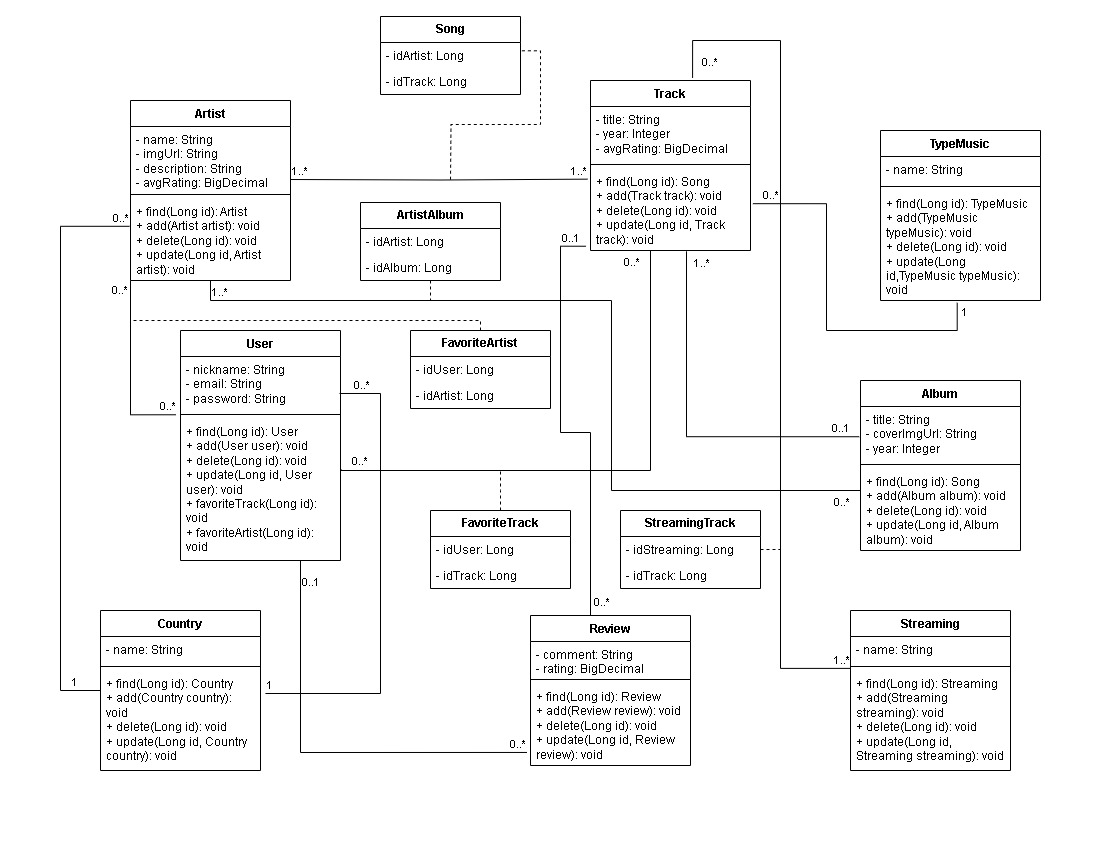 Song
- idArtist: Long
- idTrack: Long
0..*
Track
- title: String
- year: Integer
- avgRating: BigDecimal
+ find(Long id): Song
+ add(Track track): void
+ delete(Long id): void
+ update(Long id, Track
track): void
Artist
- name: String
- imgUrl: String
- description: String
- avgRating: BigDecimal
+ find(Long id): Artist
+ add(Artist artist): void
+ delete(Long id): void
+ update(Long id, Artist
artist): void
1..*
1..*
TypeMusic
- name: String
+ find(Long id): TypeMusic
+ add(TypeMusic
typeMusic): void
+ delete(Long id): void
+ update(Long
id,TypeMusic typeMusic):
void
0..*
1
ArtistAlbum
- idArtist: Long
- idAlbum: Long
0..*
0..*
1..*
0..1
0..*
1..*
User
- nickname: String
- email: String
- password: String
+ find(Long id): User
+ add(User user): void
+ delete(Long id): void
+ update(Long id, User
user): void
+ favoriteTrack(Long id):
void
+ favoriteArtist(Long id):
void
0..*
0..*
0..*
0..1
FavoriteArtist
- idUser: Long
- idArtist: Long
Album
- title: String
- coverImgUrl: String
- year: Integer
+ find(Long id): Song
+ add(Album album): void
+ delete(Long id): void
+ update(Long id, Album
album): void
0..1
0..*
FavoriteTrack
- idUser: Long
- idTrack: Long
StreamingTrack
- idStreaming: Long
- idTrack: Long
Country
- name: String
+ find(Long id): Country
+ add(Country country):
void
+ delete(Long id): void
+ update(Long id, Country
country): void
1
1
0..*
0..*
Review
- comment: String
- rating: BigDecimal
+ find(Long id): Review
+ add(Review review): void
+ delete(Long id): void
+ update(Long id, Review
review): void
1..*
Streaming
- name: String
+ find(Long id): Streaming
+ add(Streaming
streaming): void
+ delete(Long id): void
+ update(Long id,
Streaming streaming): void